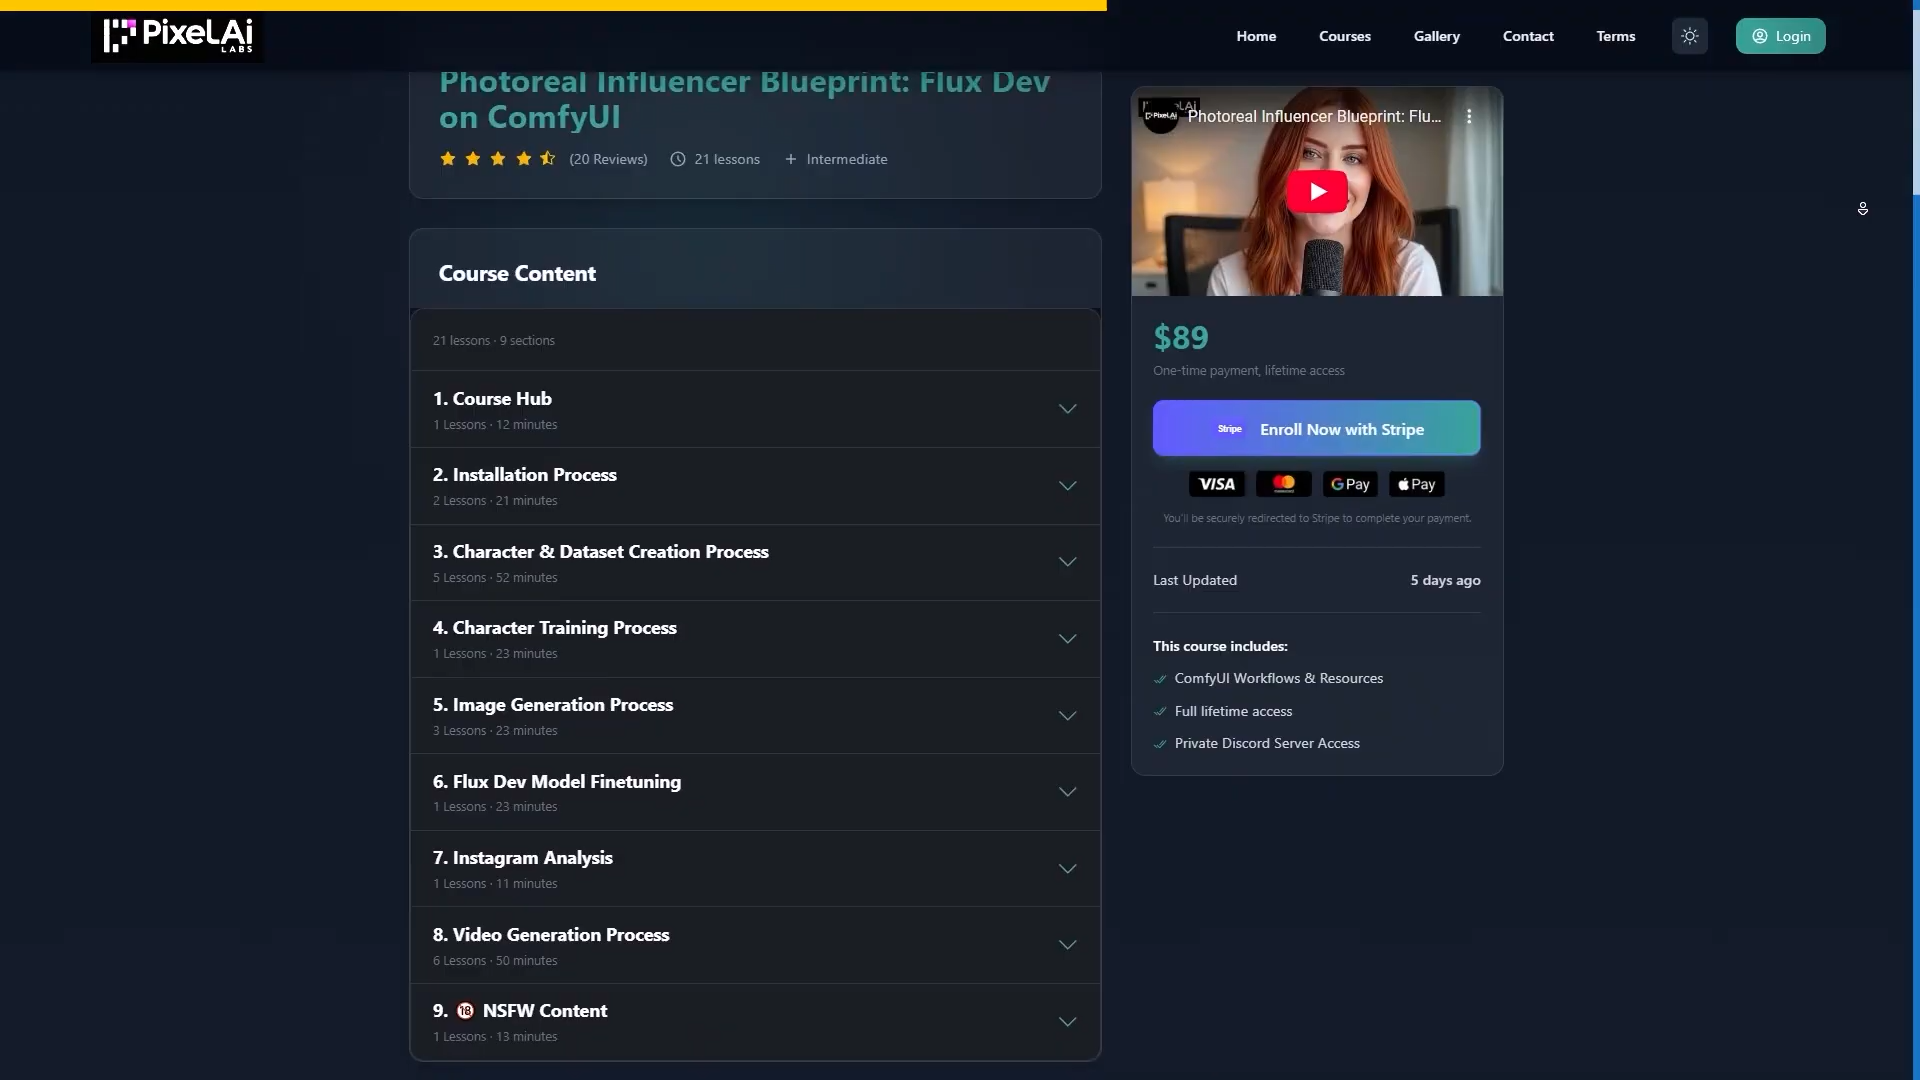 PixelAi
LABS
Home
Courses
Gallery
Contact
Terms
Login
Photoreal Influencer Blueprint: Flux Dev
on ComfyUI
(20 Reviews)
21 lessons
Intermediate
Course Content
21 lessons · 9 sections
1. Course Hub
1 Lessons · 12 minutes
2. Installation Process
2 Lessons · 21 minutes
3. Character & Dataset Creation Process
5 Lessons · 52 minutes
4. Character Training Process
1 Lessons · 23 minutes
5. Image Generation Process
3 Lessons · 23 minutes
6. Flux Dev Model Finetuning
1 Lessons · 23 minutes
7. Instagram Analysis
1 Lessons · 11 minutes
8. Video Generation Process
6 Lessons · 50 minutes
9. 🔞 NSFW Content
1 Lessons · 13 minutes
PixelAi
Photoreal Influencer Blueprint: Flu...
$89
One-time payment, lifetime access
Stripe Enroll Now with Stripe
VISA
G Pay
Pay
You'll be securely redirected to Stripe to complete your payment.
Last Updated
5 days ago
This course includes:
ComfyUI Workflows & Resources
Full lifetime access
Private Discord Server Access